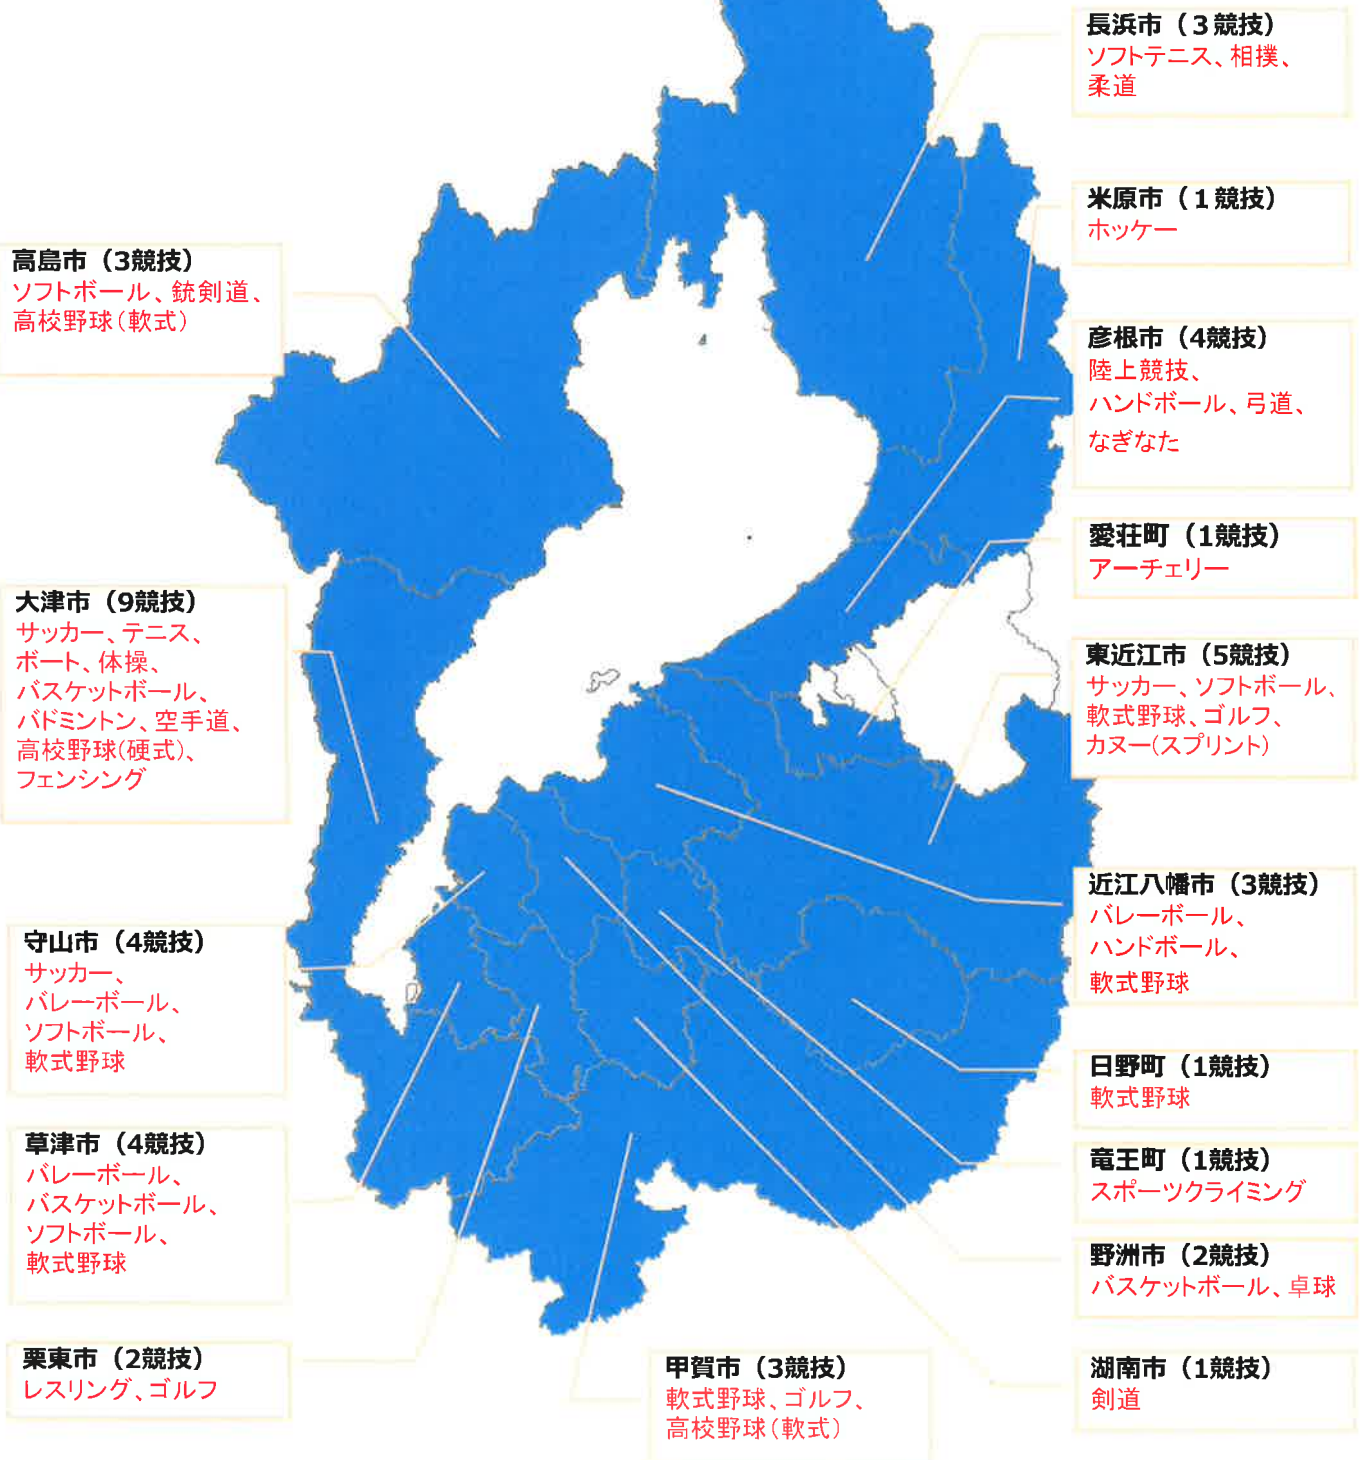 長浜市（３競技）
ソフトテニス、相撲、
柔道
米原市（１競技）
ホッケー
高島市（3競技）
ソフトボール、銃剣道、
高校野球（軟式）
彦根市（4競技）
陸上競技、
ハンドボール、弓道、
なぎなた
愛荘町（1競技）
アーチェリー
大津市（9競技）
サッカー、テニス、
ボート、体操、
バスケットボール、
バドミントン、空手道、
高校野球(硬式)、
フェンシング
東近江市（5競技）
サッカー、ソフトボール、
軟式野球、ゴルフ、
カヌー(スプリント)
近江八幡市（3競技）
バレーボール、
ハンドボール、
軟式野球
守山市（4競技）
サッカー、
バレーボール、
ソフトボール、
軟式野球
日野町（1競技）
軟式野球
草津市（4競技）
バレーボール、
バスケットボール、
ソフトボール、
軟式野球
竜王町（1競技）
スポーツクライミング
野洲市（2競技）
バスケットボール、卓球
栗東市（2競技）
レスリング、ゴルフ
甲賀市（3競技）
軟式野球、ゴルフ、
高校野球（軟式）
湖南市（1競技）
剣道